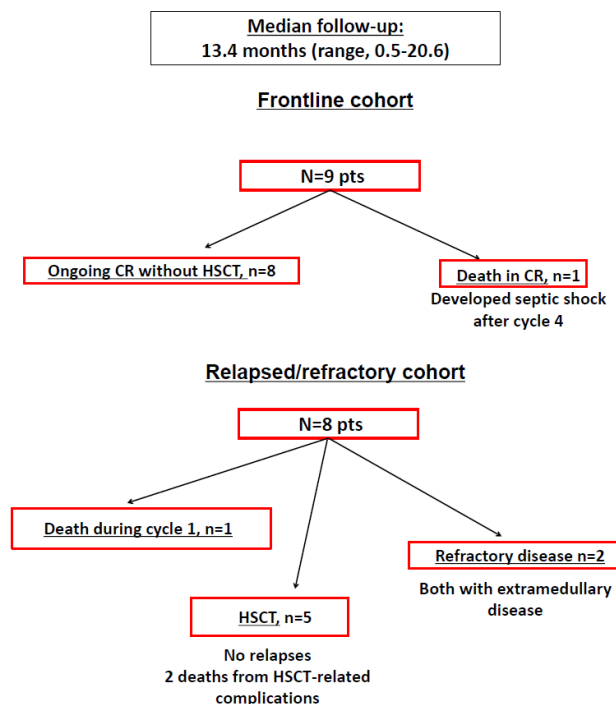 Median follow-up:
13.4 months (range, 0.5-20.6)
Frontline cohort
N=9 pts
Ongoing CR without HSCT, n=8
Death in CR, n=1
Developed septic shock
after cycle 4
Relapsed/refractory cohort
N=8 pts
Death during cycle 1, n=1
Refractory disease n=2
Both with extramedullary
disease
HSCT, n=5
No relapses
2 deaths from HSCT-related
complications